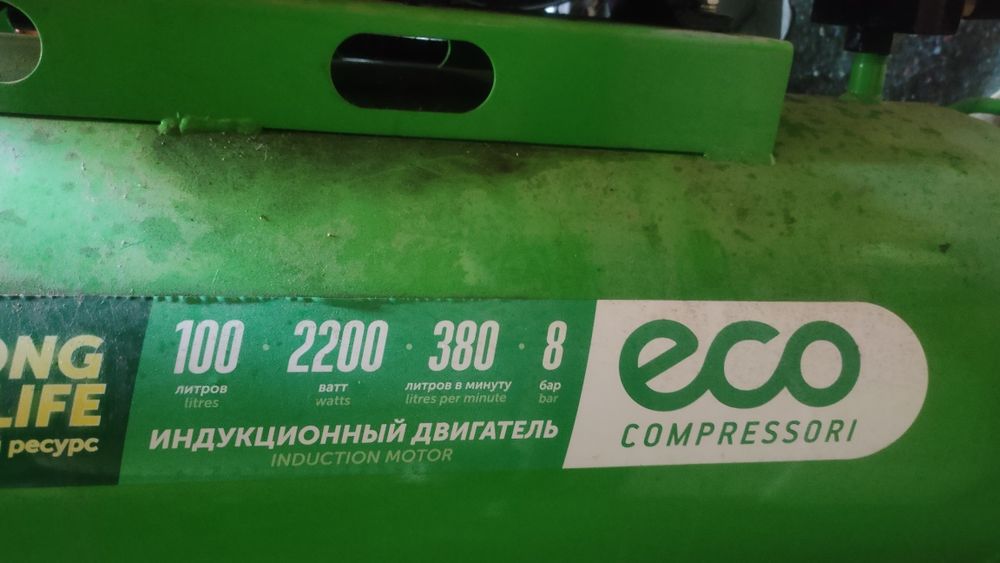 ONG
LIFE
ресурс
100 · 2200 · 380 · 8
литров ватт литров в минуту бар
litres watts litres per minute bar
ИНДУКЦИОННЫЙ ДВИГАТЕЛЬ
INDUCTION MOTOR
eco
COMPRESSORI